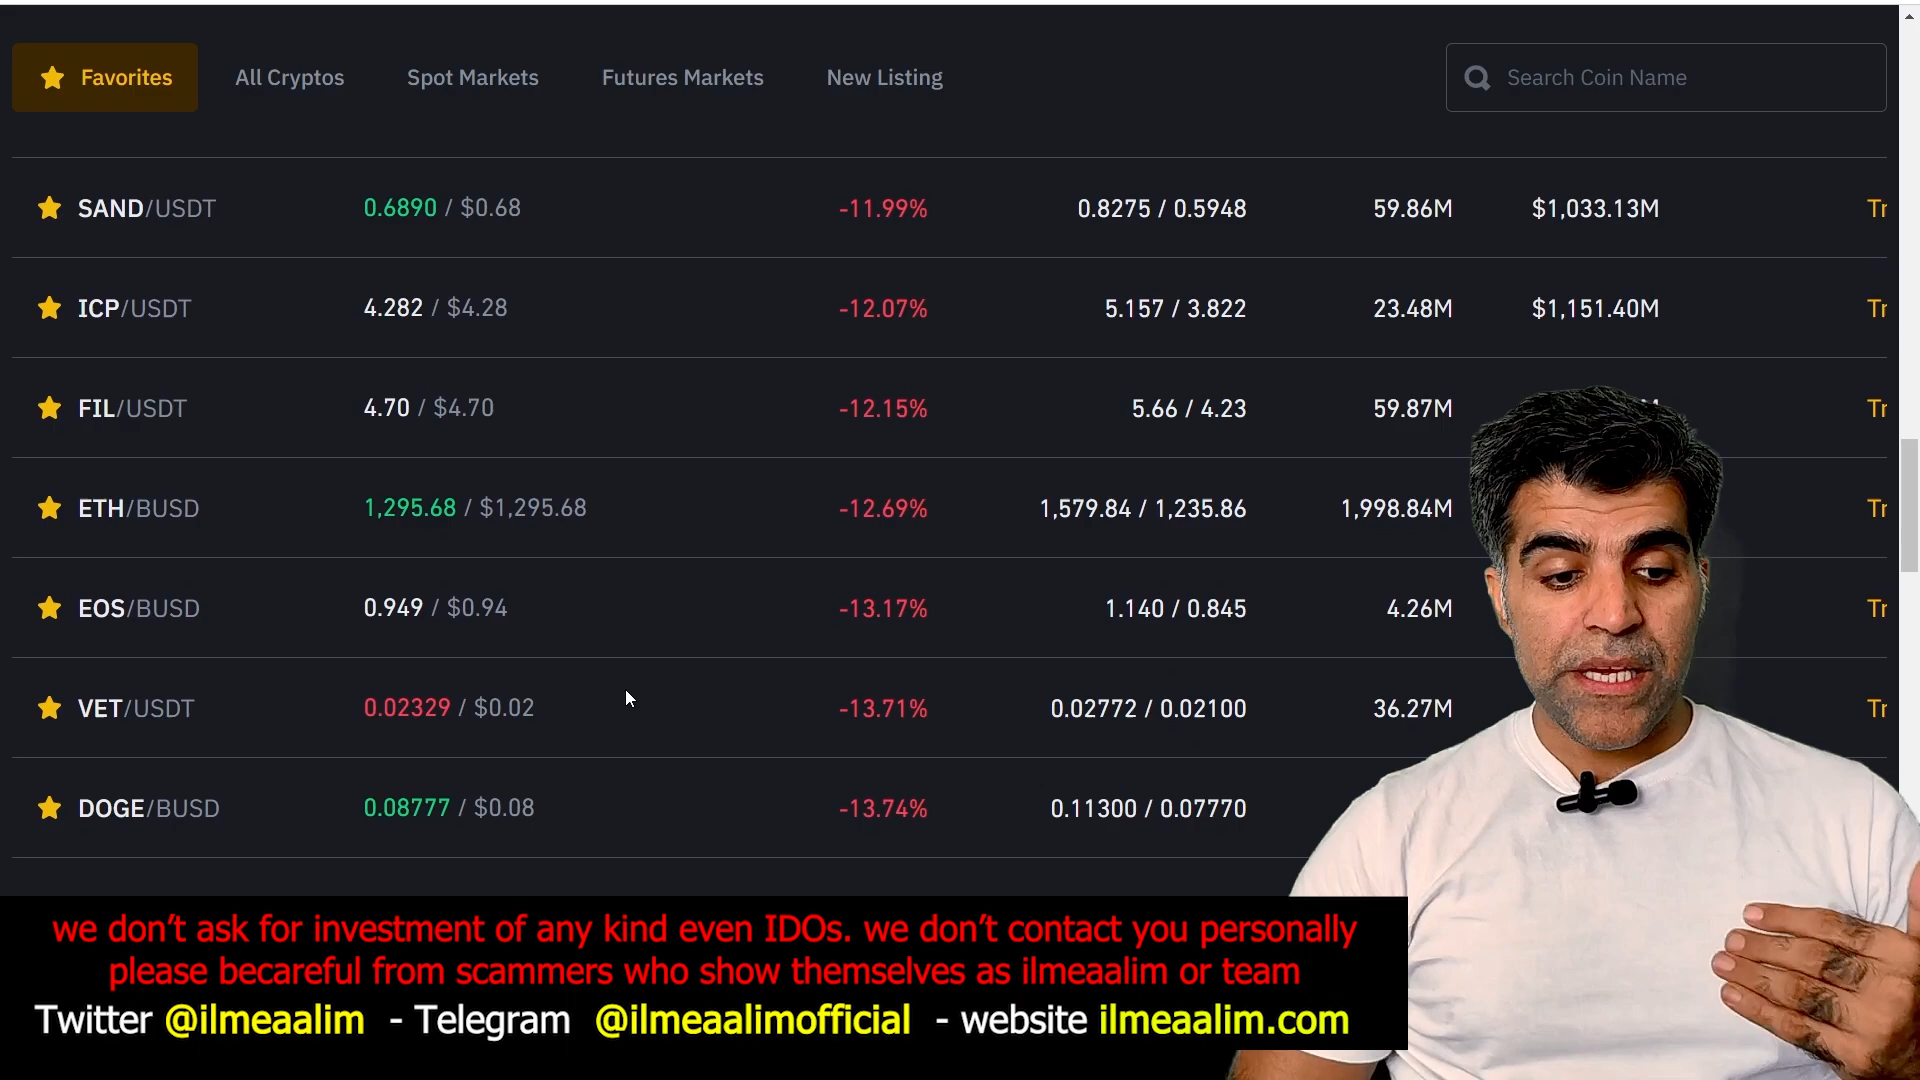 Favorites All Cryptos Spot Markets Futures Markets New Listing Search Coin Name
SAND/USDT 0.6890 / $0.68 -11.99% 0.8275 / 0.5948 59.86M $1,033.13M Tr
ICP/USDT 4.282 / $4.28 -12.07% 5.157 / 3.822 23.48M $1,151.40M Tr
FIL/USDT 4.70 / $4.70 -12.15% 5.66 / 4.23 59.87M Tr
ETH/BUSD 1,295.68 / $1,295.68 -12.69% 1,579.84 / 1,235.86 1,998.84M Tr
EOS/BUSD 0.949 / $0.94 -13.17% 1.140 / 0.845 4.26M Tr
VET/USDT 0.02329 / $0.02 -13.71% 0.02772 / 0.02100 36.27M Tr
DOGE/BUSD 0.08777 / $0.08 -13.74% 0.11300 / 0.07770
we don't ask for investment of any kind even IDOs. we don't contact you personally
please becareful from scammers who show themselves as ilmeaalim or team
Twitter @ilmeaalim - Telegram @ilmeaalimofficial - website ilmeaalim.com